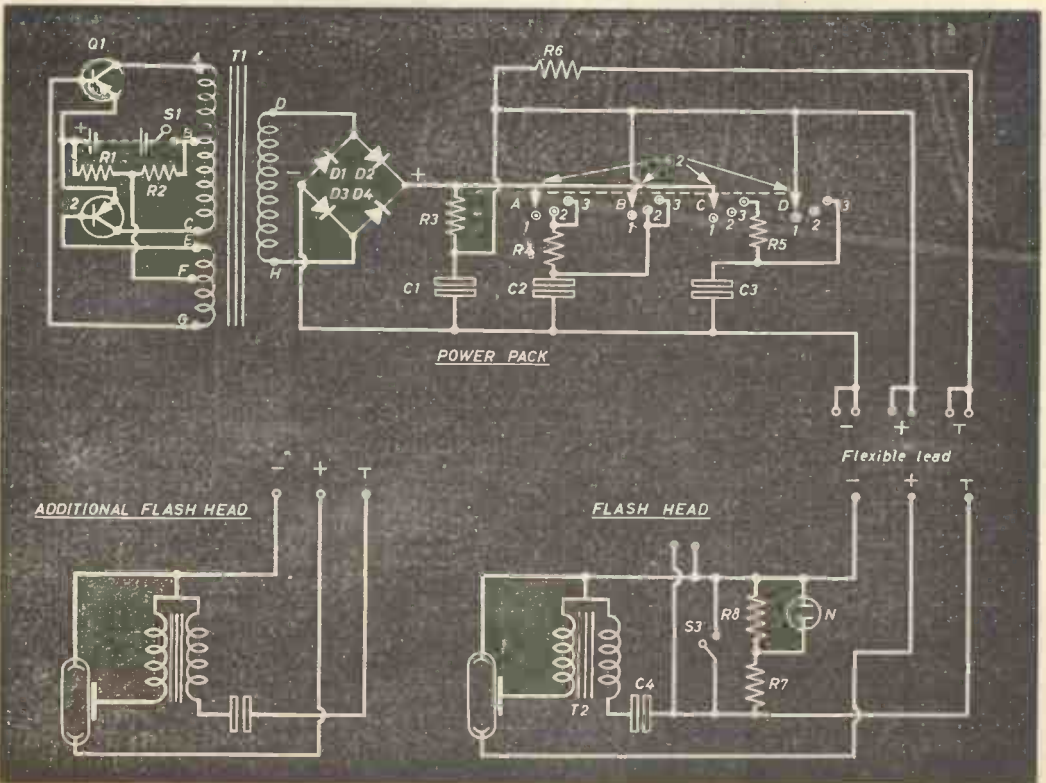 Q1
T1
A
S1
+
B
R1
R2
2
C
E
F
G
D
H
D1 D2
D3 D4
-
+
R6
2
A
B
C
D
1
2
3
1
2
3
1
2
3
1
2
3
R3
R4
R5
C1
C2
C3
POWER PACK
- + T
Flexible lead
- + T
ADDITIONAL FLASH HEAD
- + T
FLASH HEAD
S3
R8
N
R7
C4
T2